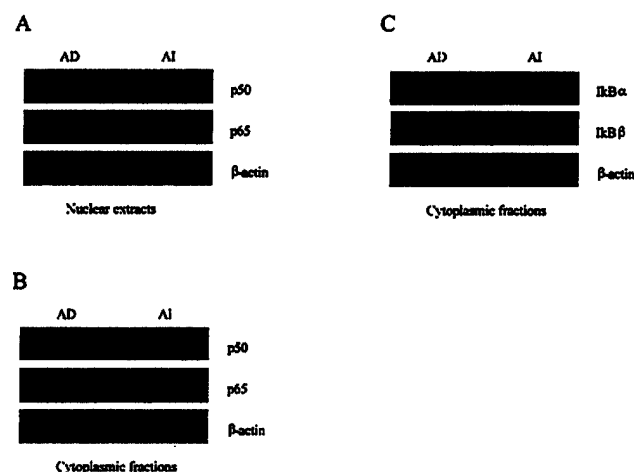 A
AD AI
p50
p65
β-actin
Nuclear extracts
B
AD AI
p50
p65
β-actin
Cytoplasmic fractions
C
AD AI
IkBα
IkBβ
β-actin
Cytoplasmic fractions